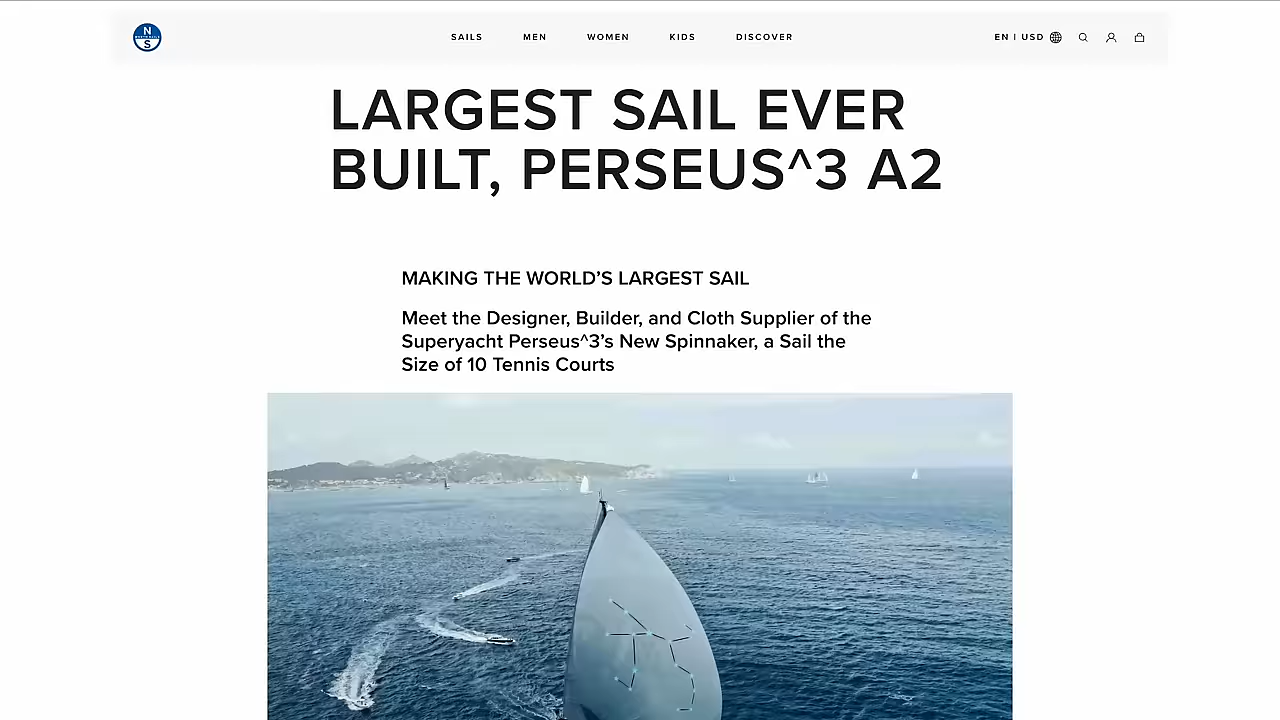 N
NORTH SAILS
S
SAILS
MEN
WOMEN
KIDS
DISCOVER
EN | USD
LARGEST SAIL EVER
BUILT, PERSEUS^3 A2
MAKING THE WORLD’S LARGEST SAIL
Meet the Designer, Builder, and Cloth Supplier of the
Superyacht Perseus^3’s New Spinnaker, a Sail the
Size of 10 Tennis Courts